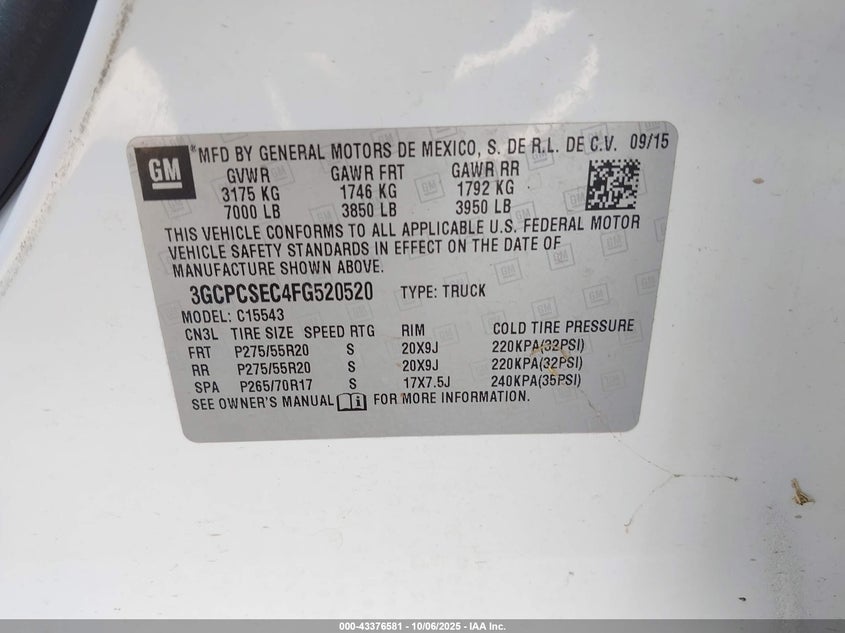 GM
*MFD BY GENERAL MOTORS DE MEXICO, S. DE R.L. DE C.V. 09/15
GVWR GAWR FRT GAWR RR
3175 KG 1746 KG 1792 KG
7000 LB 3850 LB 3950 LB
THIS VEHICLE CONFORMS TO ALL APPLICABLE U.S. FEDERAL MOTOR
VEHICLE SAFETY STANDARDS IN EFFECT ON THE DATE OF
MANUFACTURE SHOWN ABOVE.
3GCPCSEC4FG520520 TYPE: TRUCK
MODEL: C15543
CN3L TIRE SIZE SPEED RTG RIM COLD TIRE PRESSURE
FRT P275/55R20 S 20X9J 220KPA(32PSI)
RR P275/55R20 S 20X9J 220KPA(32PSI)
SPA P265/70R17 S 17X7.5J 240KPA(35PSI)
SEE OWNER'S MANUAL FOR MORE INFORMATION.
000-43376581 - 10/06/2025 - IAA Inc.